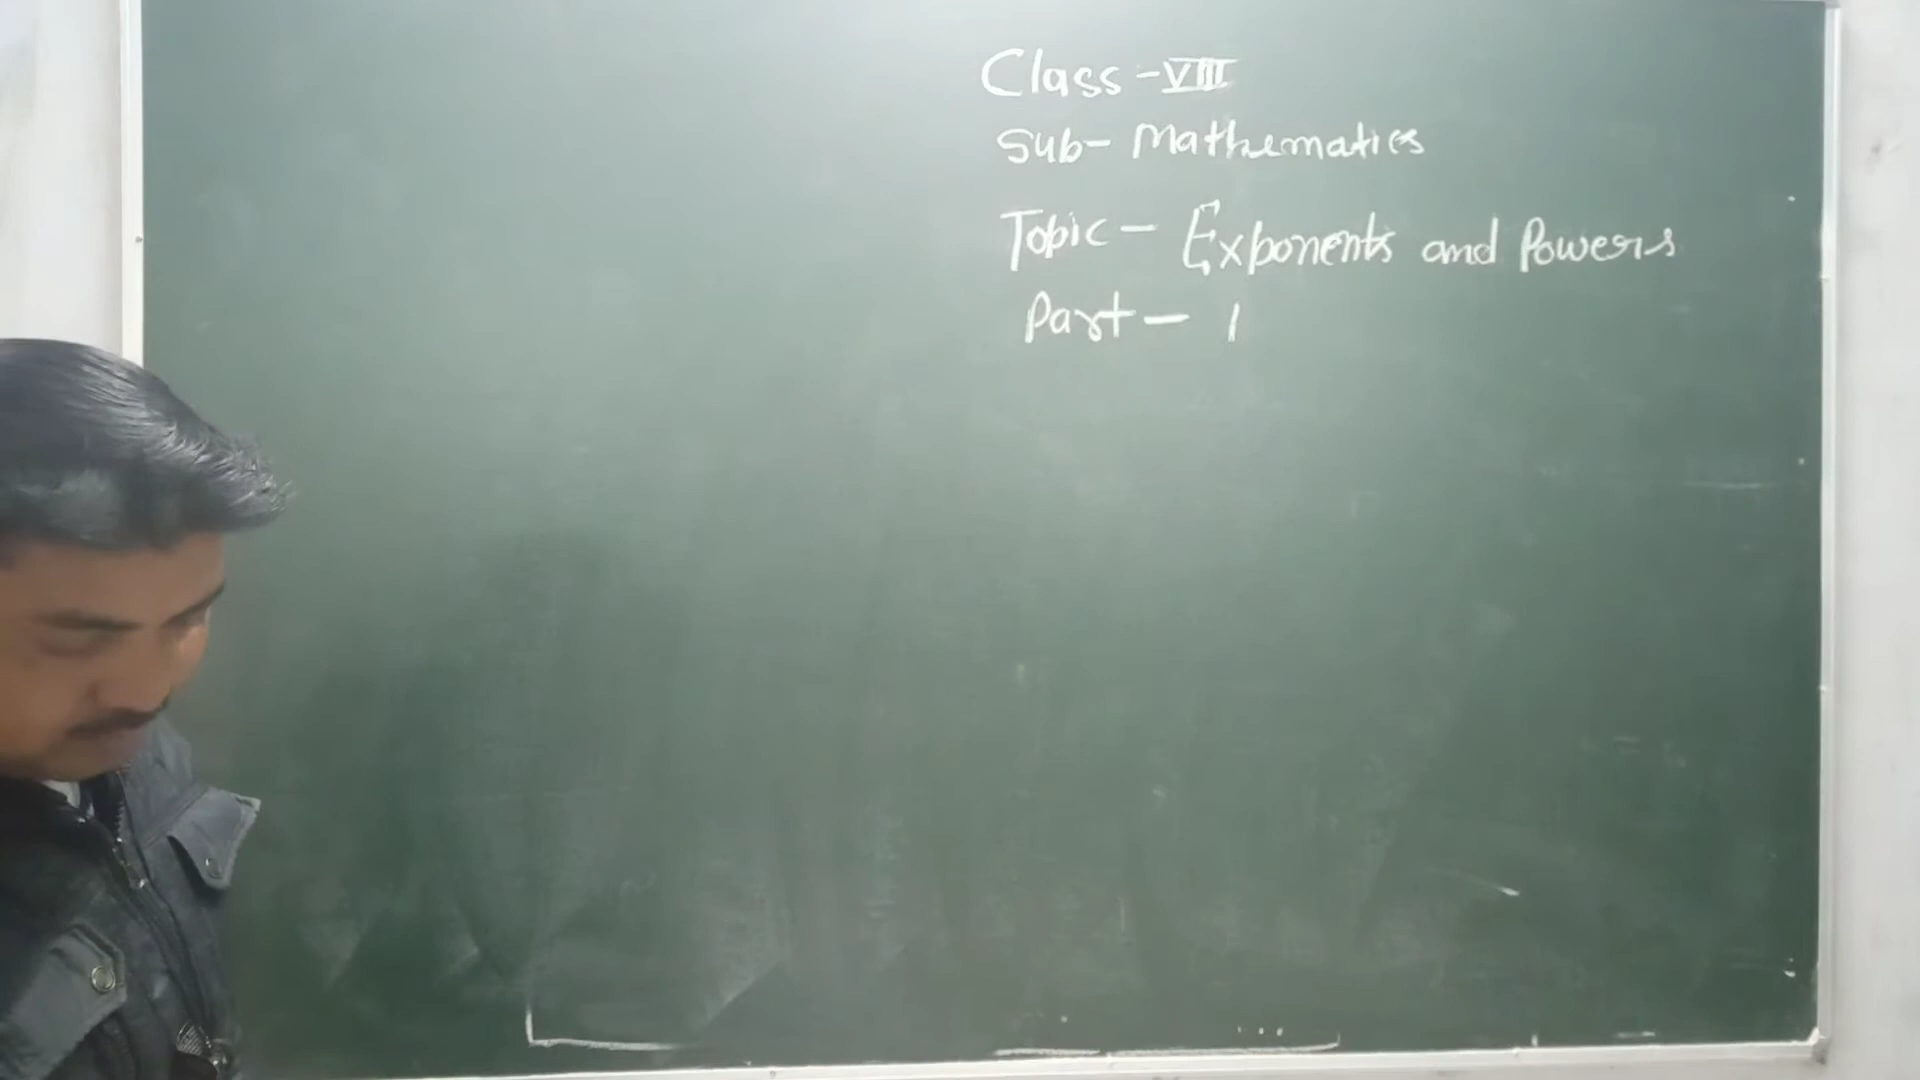 Class - VIII
Sub- Mathematics
Topic - Exponents and Powers
Part - 1